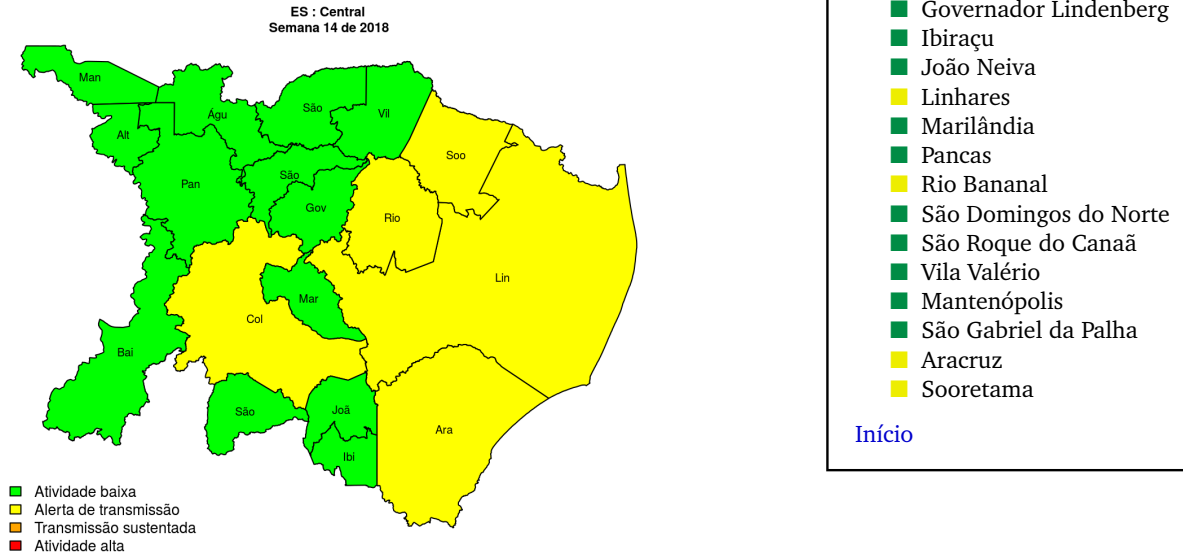 ES : Central
Semana 14 de 2018
Man
Águ
São
Vil
Alt
Soo
São
Pan
Gov
Rio
Lin
Mar
Col
Bai
São
Joã
Ara
Ibi
Atividade baixa
Alerta de transmissão
Transmissão sustentada
Atividade alta
Governador Lindenberg
Ibiraçu
João Neiva
Linhares
Marilândia
Pancas
Rio Bananal
São Domingos do Norte
São Roque do Canaã
Vila Valério
Mantenópolis
São Gabriel da Palha
Aracruz
Sooretama
Início